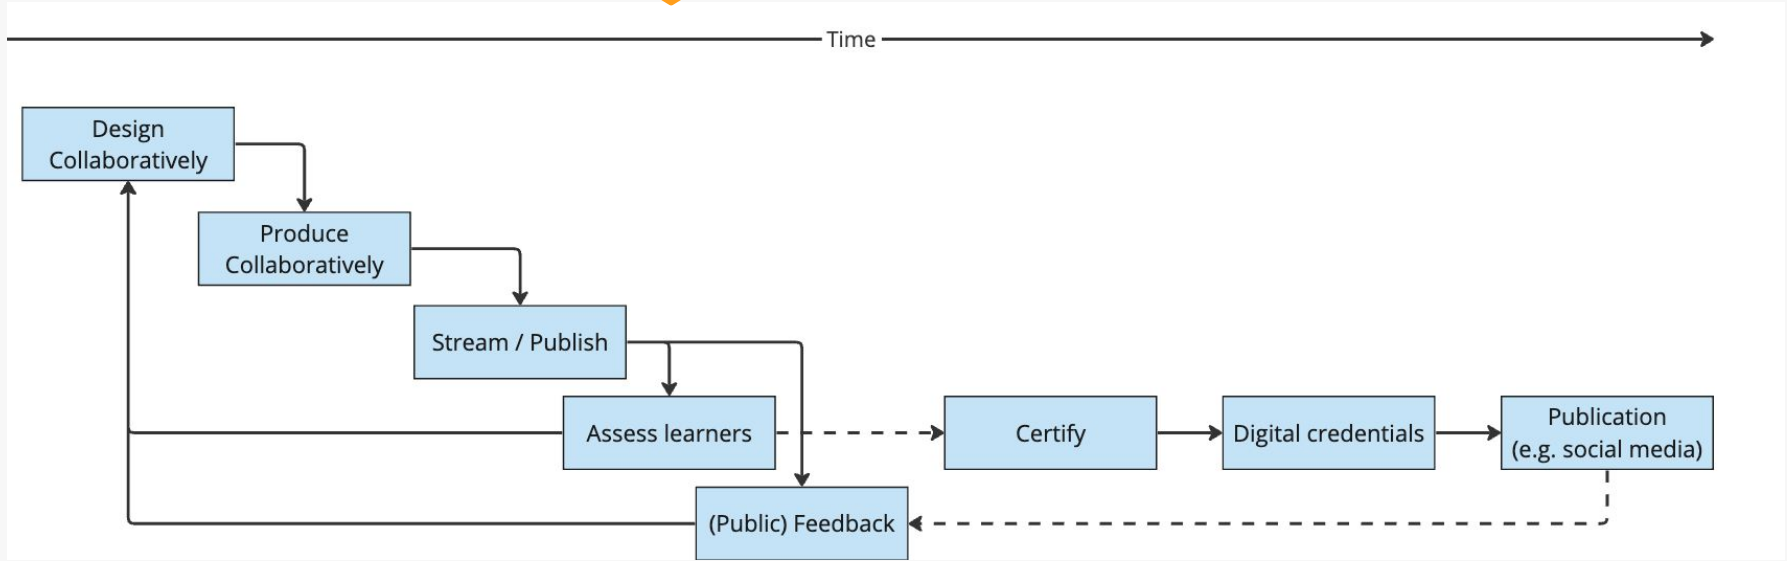 Time
Design
Collaboratively
Produce
Collaboratively
Stream / Publish
Assess learners
Certify
Digital credentials
Publication
(e.g. social media)
(Public) Feedback